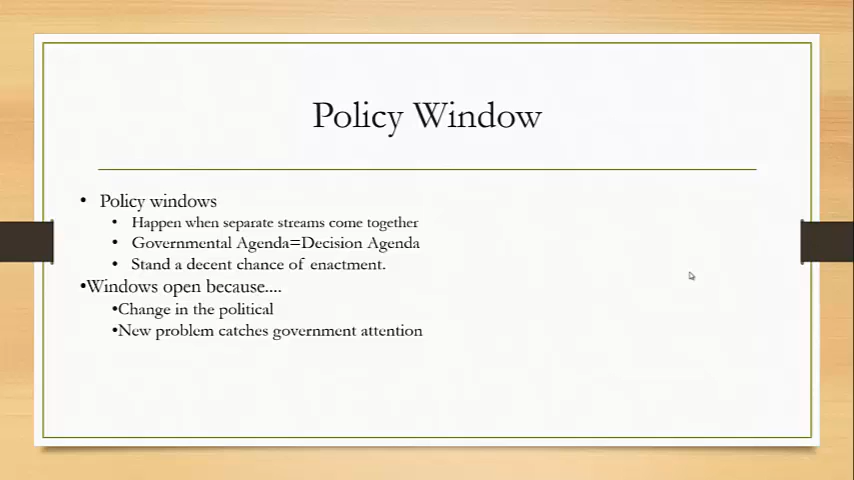 Policy Window
• Policy windows
• Happen when separate streams come together
• Governmental Agenda=Decision Agenda
• Stand a decent chance of enactment.
•Windows open because....
•Change in the political
•New problem catches government attention